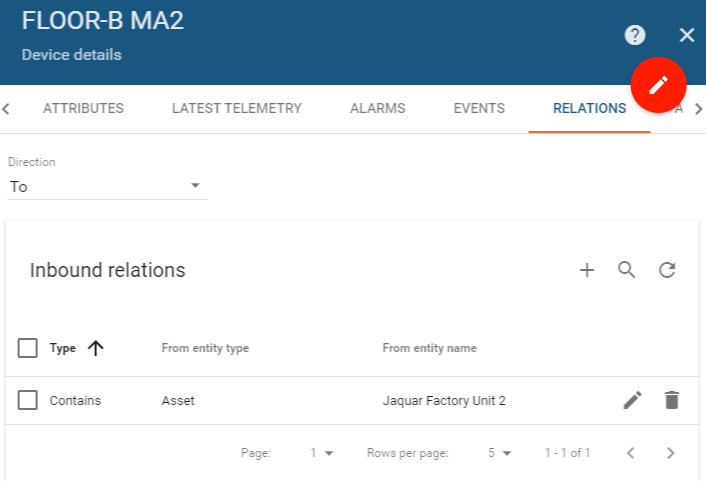 FLOOR-B MA2
Device details
ATTRIBUTES LATEST TELEMETRY ALARMS EVENTS RELATIONS A
Direction
To
Inbound relations
Type From entity type From entity name
Contains Asset Jaquar Factory Unit 2
Page: 1 Rows per page: 5 1 - 1 of 1